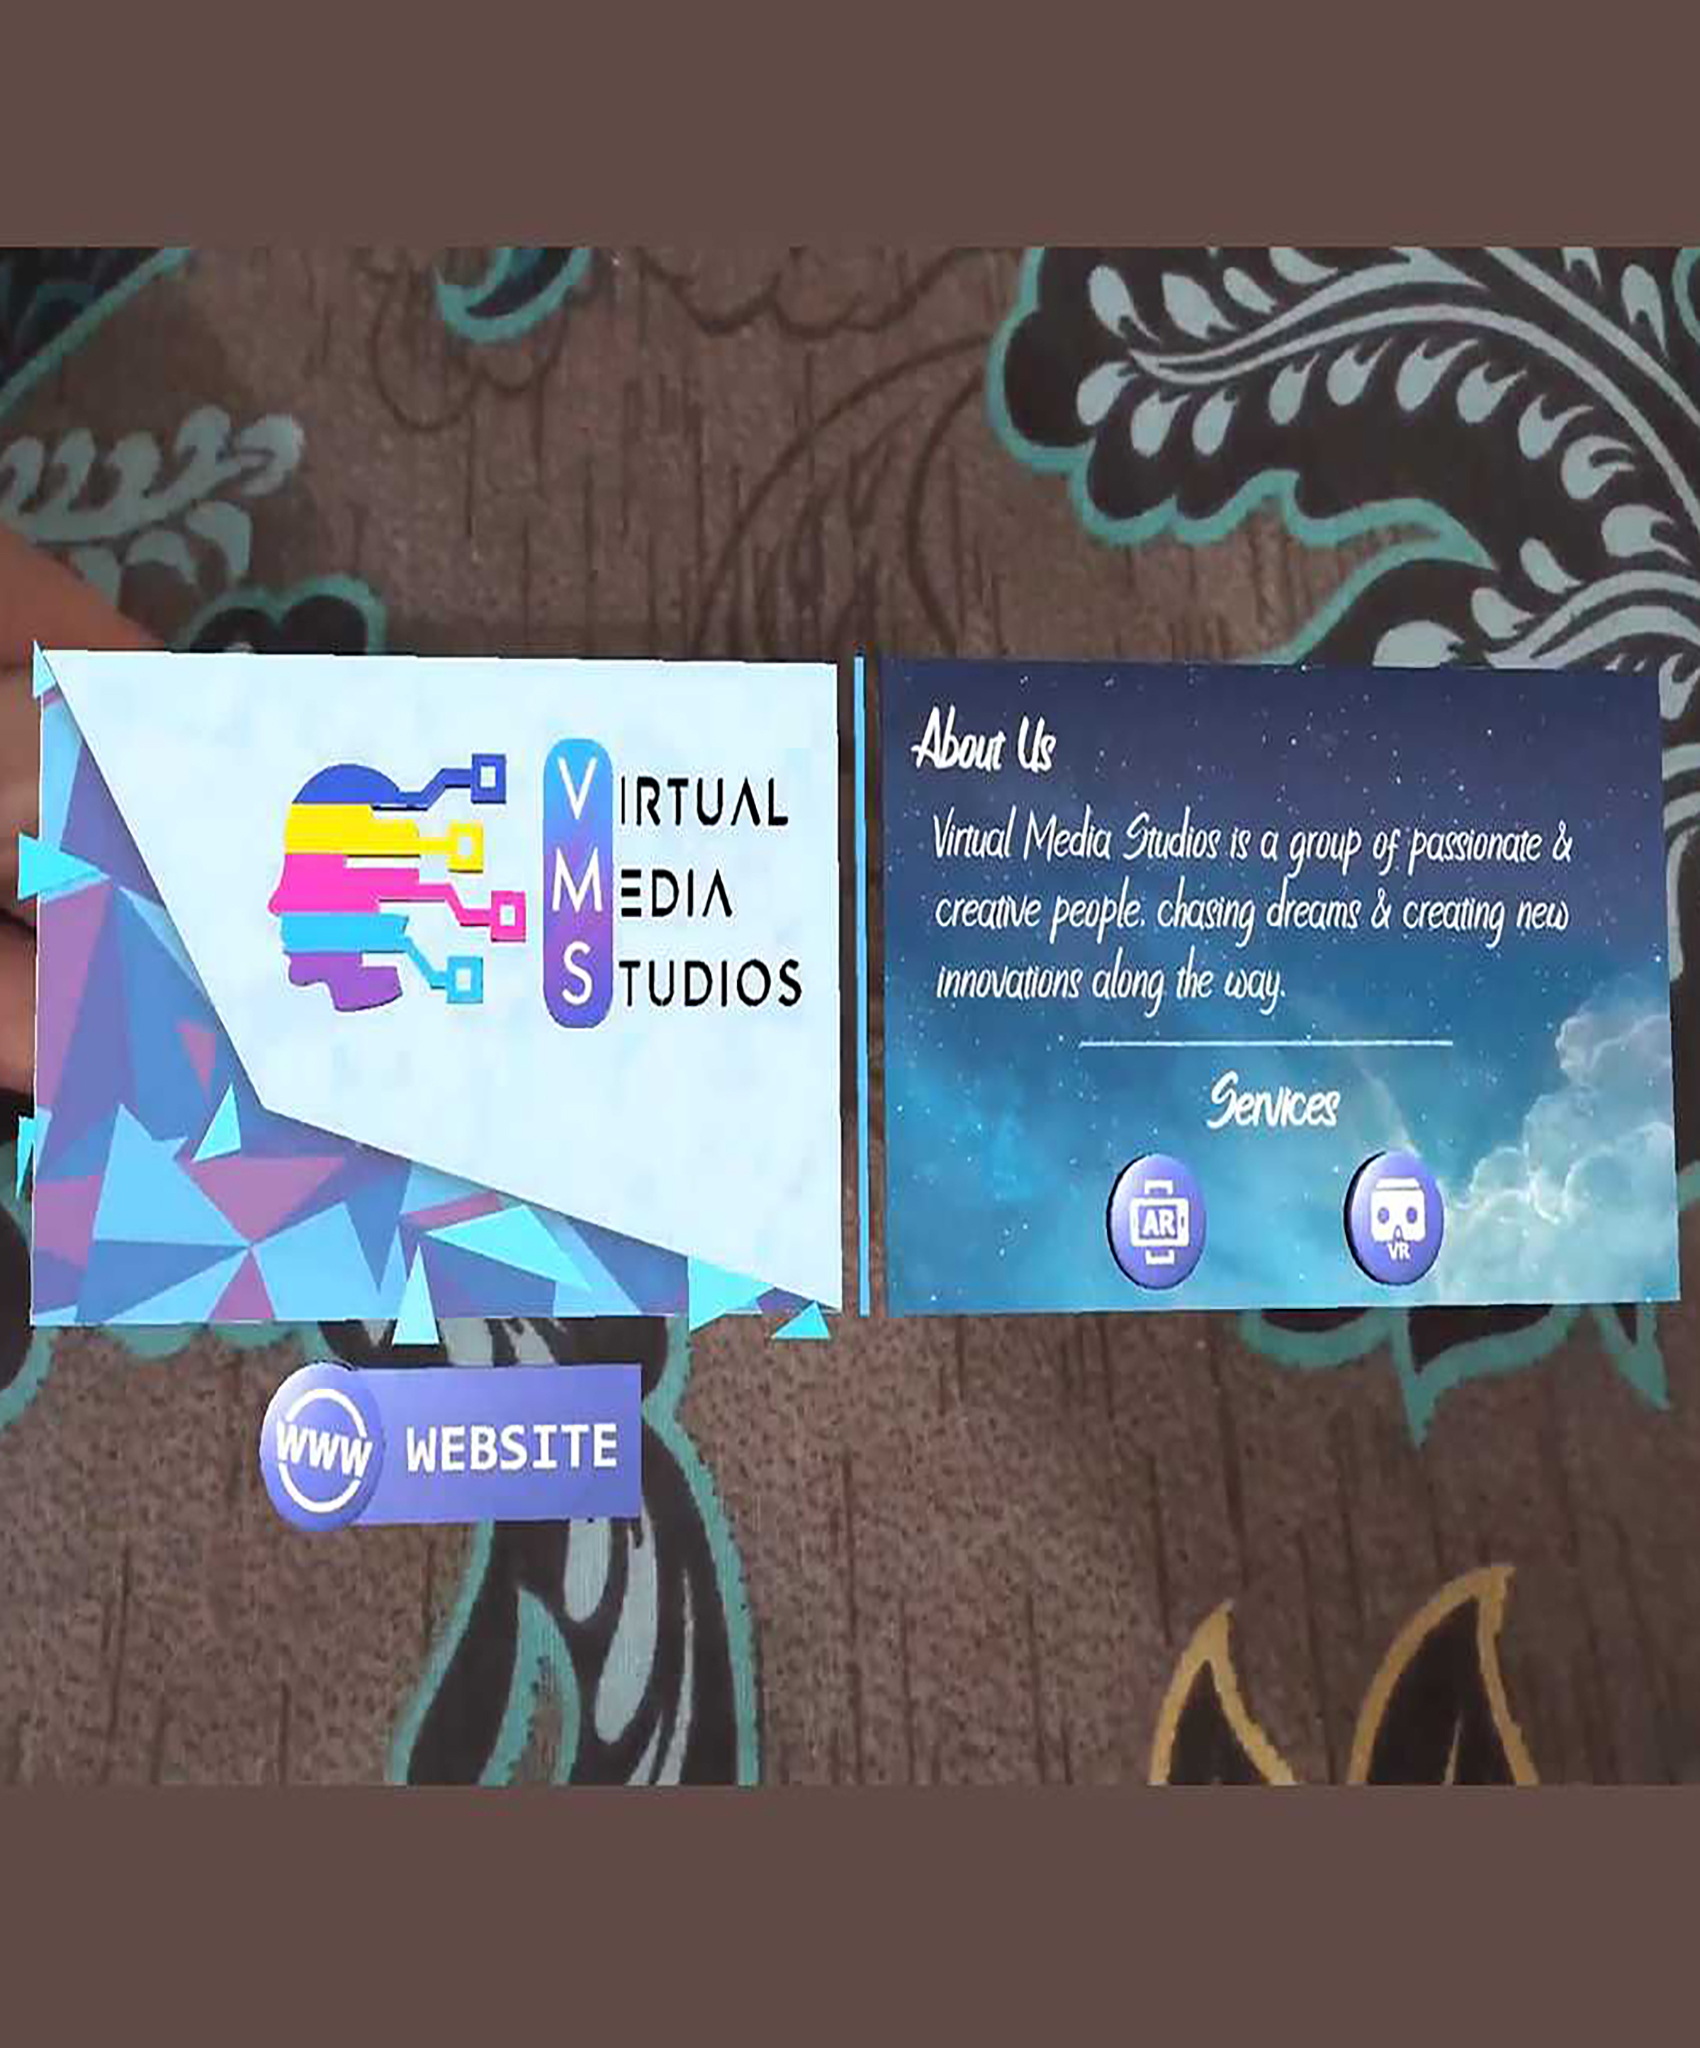 VIRTUAL
MEDIA
STUDIOS
About Us
Virtual Media Studios is a group of passionate &
creative people. chasing dreams & creating new
innovations along the way.
Services
AR
VR
WWW WEBSITE